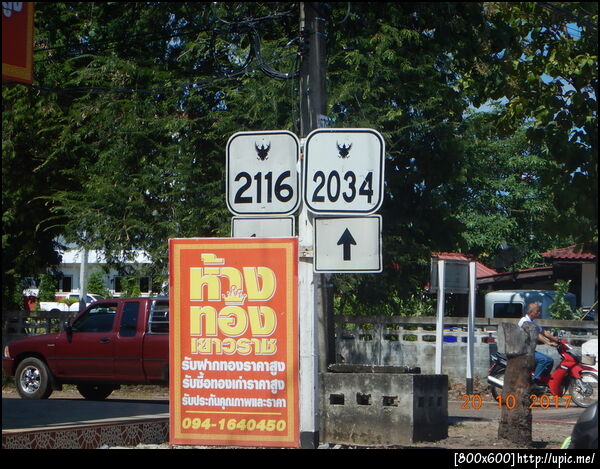 2116
2034
ห้าง
ทอง
เยาวราช
รับฝากทองราคาสูง
รับซื้อทองเก่าราคาสูง
รับประกันคุณภาพและราคา
094-1640450
20 10 2017
[800x600]http://upic.me/